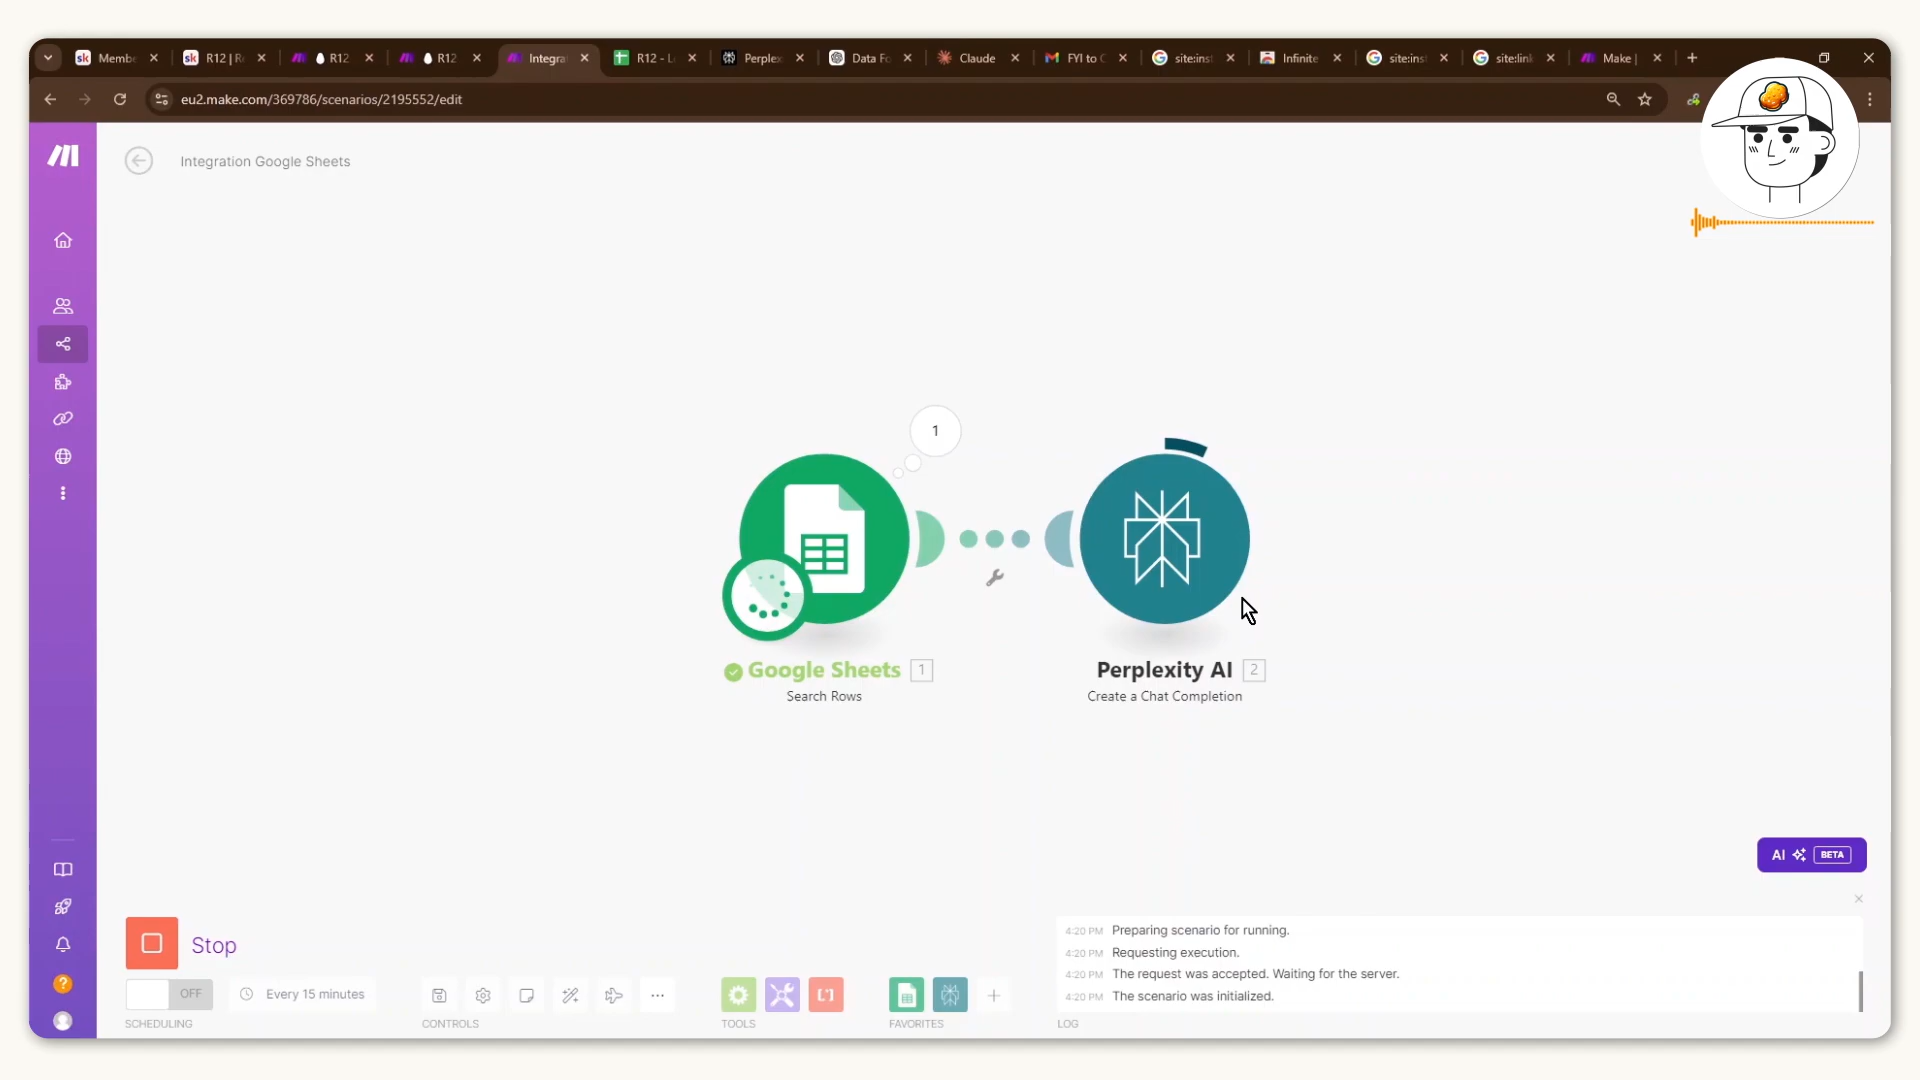 Membe
R12 | R
R12
R12
Integra
R12 - L
Perplex
Data Fo
Claude
FYI to C
site:inst
Infinite
site:inst
site:link
Make |
eu2.make.com/369786/scenarios/2195552/edit
Integration Google Sheets
1
Google Sheets 1
Search Rows
Perplexity AI 2
Create a Chat Completion
AI BETA
Stop
OFF
Every 15 minutes
SCHEDULING
CONTROLS
TOOLS
FAVORITES
4:20 PM Preparing scenario for running.
4:20 PM Requesting execution.
4:20 PM The request was accepted. Waiting for the server.
4:20 PM The scenario was initialized.
LOG